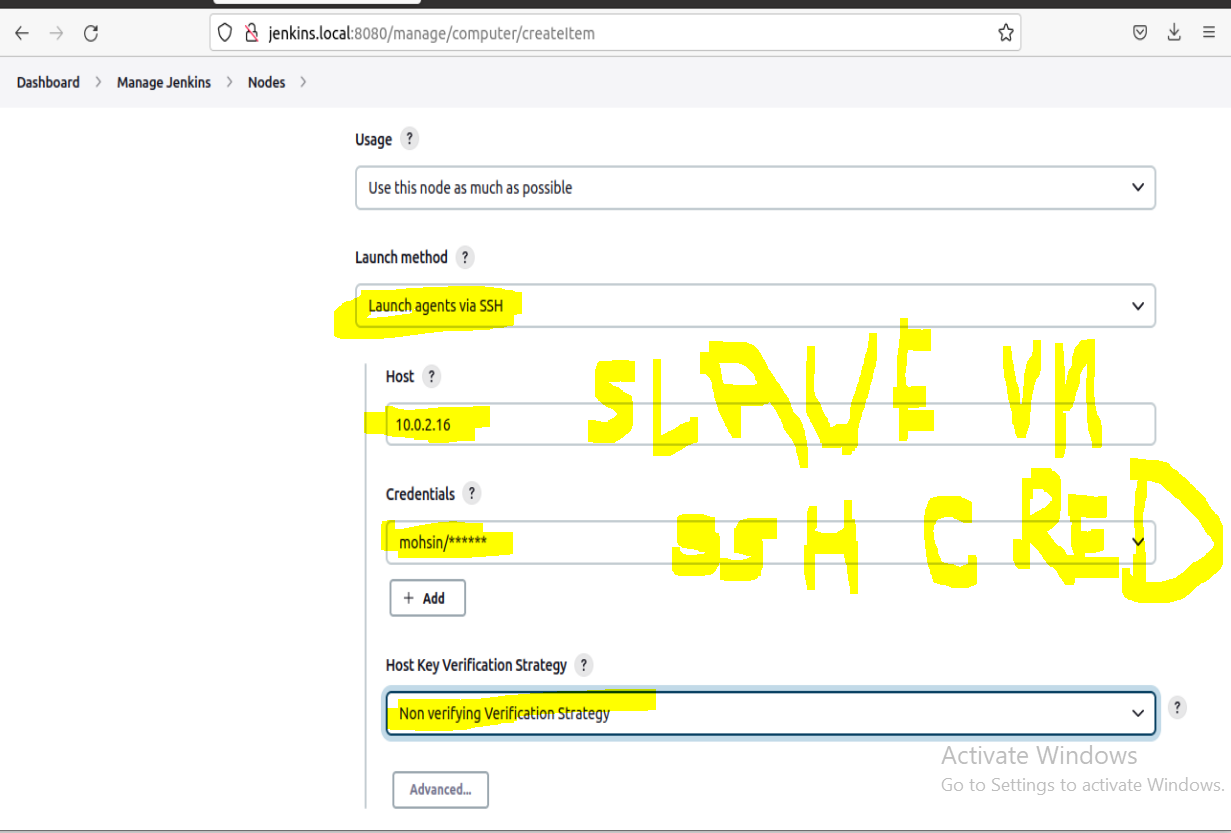 jenkins.local:8080/manage/computer/createItem
Dashboard > Manage Jenkins > Nodes >
Usage ?
Use this node as much as possible
Launch method ?
Launch agents via SSH
Host ?
10.0.2.16
SLAVE VM
Credentials ?
mohsin/******
SSH CRED
+ Add
Host Key Verification Strategy ?
Non verifying Verification Strategy
?
Activate Windows
Go to Settings to activate Windows.
Advanced...